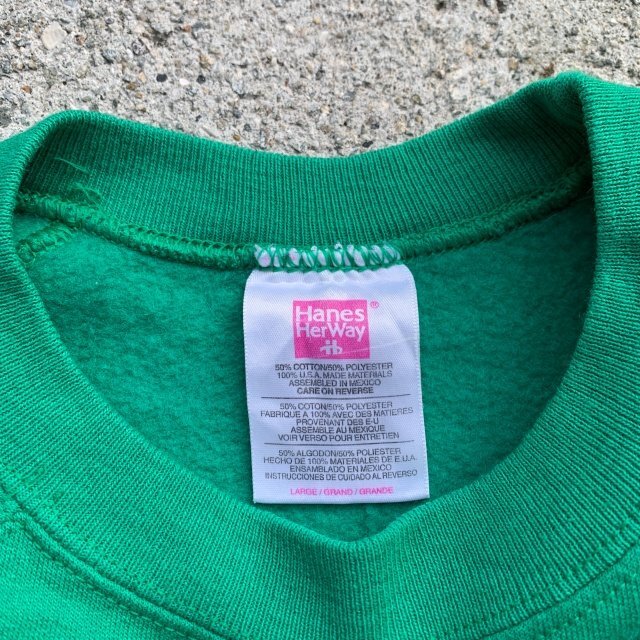 Hanes®
HerWay
50% COTTON/50% POLYESTER
100% U.S.A. MADE MATERIALS
ASSEMBLED IN MEXICO
CARE ON REVERSE
50% COTON/50% POLYESTER
FABRIQUE A 100% AVEC DES MATIERES
PROVENANT DES E-U
ASSEMBLE AU MEXIQUE
VOIR VERSO POUR ENTRETIEN
50% ALGODON/50% POLIESTER
HECHO DE 100% MATERIALES DE E.U.A.
ENSAMBLADO EN MEXICO
INSTRUCCIONES DE CUIDADO AL REVERSO
LARGE / GRAND / GRANDE